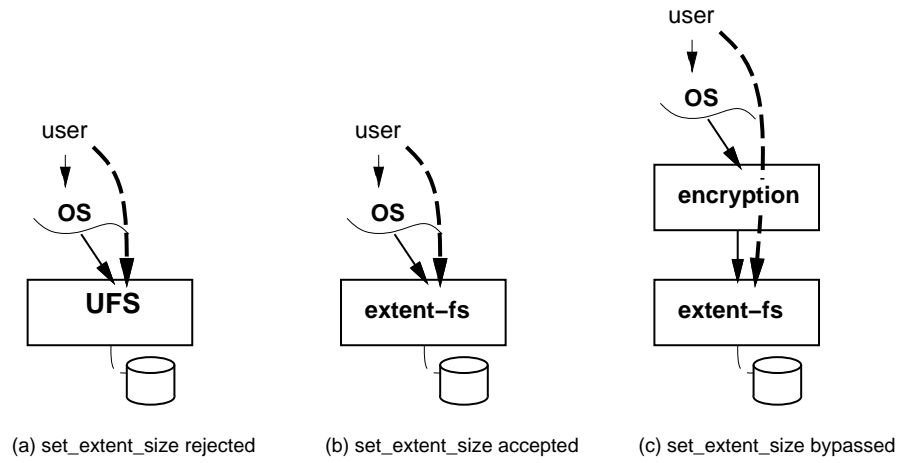 user
OS
UFS
(a) set_extent_size rejected
user
OS
extent−fs
(b) set_extent_size accepted
user
OS
encryption
extent−fs
(c) set_extent_size bypassed